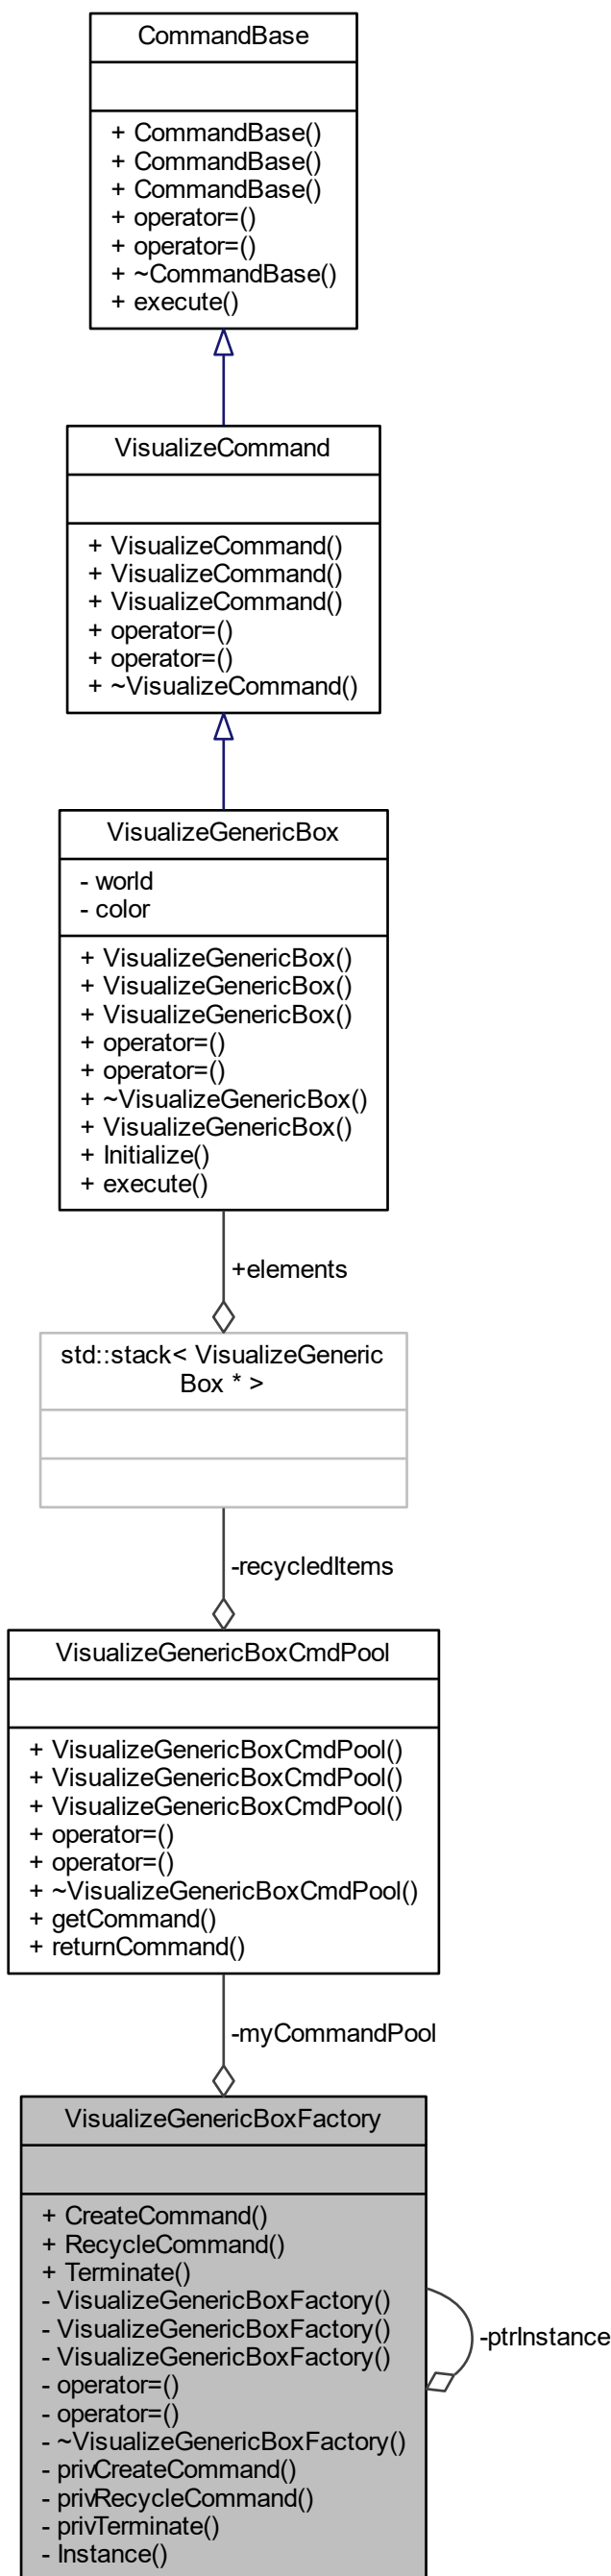 CommandBase
+ CommandBase()
+ CommandBase()
+ CommandBase()
+ operator=()
+ operator=()
+ ~CommandBase()
+ execute()
VisualizeCommand
+ VisualizeCommand()
+ VisualizeCommand()
+ VisualizeCommand()
+ operator=()
+ operator=()
+ ~VisualizeCommand()
VisualizeGenericBox
- world
- color
+ VisualizeGenericBox()
+ VisualizeGenericBox()
+ VisualizeGenericBox()
+ operator=()
+ operator=()
+ ~VisualizeGenericBox()
+ VisualizeGenericBox()
+ Initialize()
+ execute()
+elements
std::stack< VisualizeGeneric
Box * >
-recycledItems
VisualizeGenericBoxCmdPool
+ VisualizeGenericBoxCmdPool()
+ VisualizeGenericBoxCmdPool()
+ VisualizeGenericBoxCmdPool()
+ operator=()
+ operator=()
+ ~VisualizeGenericBoxCmdPool()
+ getCommand()
+ returnCommand()
-myCommandPool
VisualizeGenericBoxFactory
+ CreateCommand()
+ RecycleCommand()
+ Terminate()
- VisualizeGenericBoxFactory()
- VisualizeGenericBoxFactory()
- VisualizeGenericBoxFactory()
- operator=()
- operator=()
- ~VisualizeGenericBoxFactory()
- privCreateCommand()
- privRecycleCommand()
- privTerminate()
- Instance()
-ptrInstance